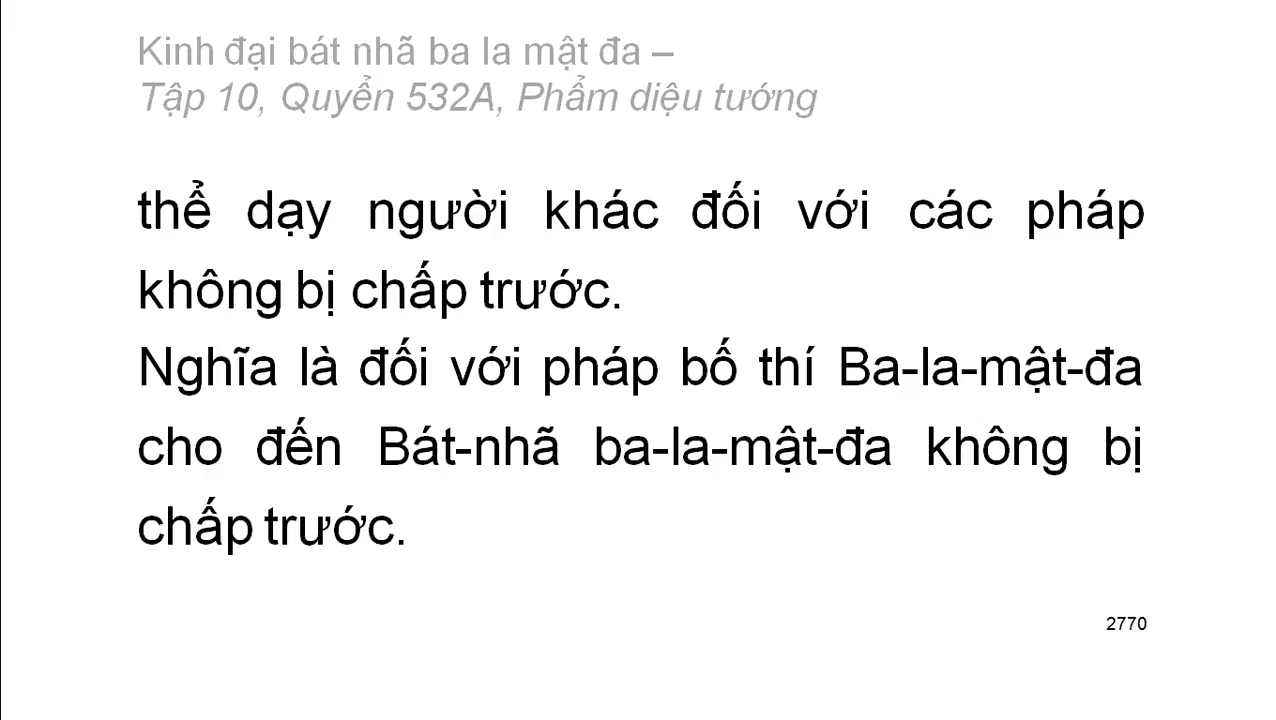 Kinh đại bát nhã ba la mật đa –
Tập 10, Quyển 532A, Phẩm diệu tướng
thể dạy người khác đối với các pháp
không bị chấp trước.
Nghĩa là đối với pháp bố thí Ba-la-mật-đa
cho đến Bát-nhã ba-la-mật-đa không bị
chấp trước.
2770